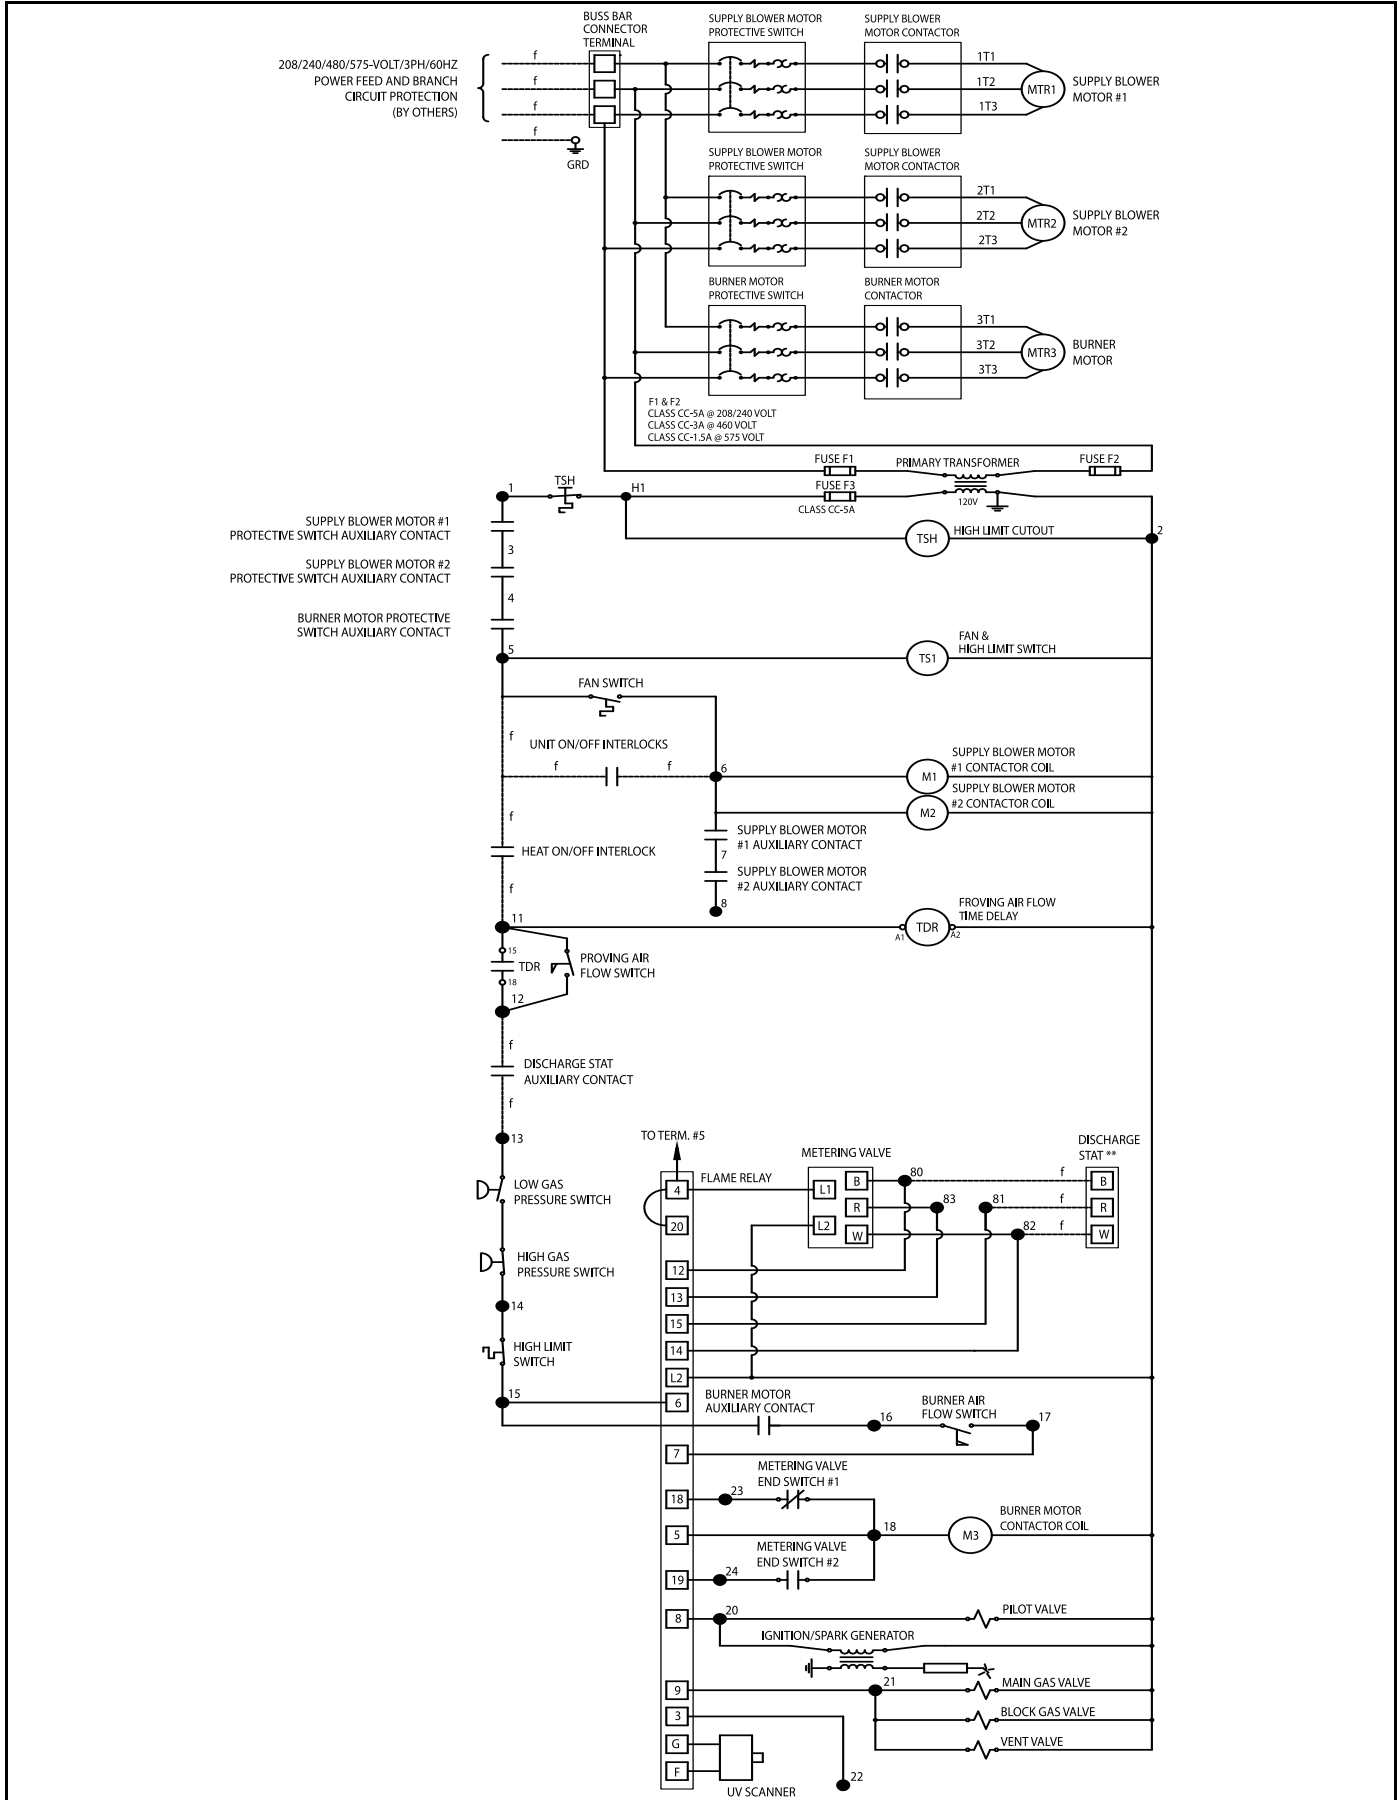 BUSS BAR
CONNECTOR
TERMINAL
SUPPLY BLOWER MOTOR
PROTECTIVE SWITCH
SUPPLY BLOWER
MOTOR CONTACTOR
208/240/480/575-VOLT/3PH/60HZ
POWER FEED AND BRANCH
CIRCUIT PROTECTION
(BY OTHERS)
f
f
f
f
GRD
1T1
1T2
1T3
MTR1
SUPPLY BLOWER
MOTOR #1
SUPPLY BLOWER MOTOR
PROTECTIVE SWITCH
SUPPLY BLOWER
MOTOR CONTACTOR
2T1
2T2
2T3
MTR2
SUPPLY BLOWER
MOTOR #2
BURNER MOTOR
PROTECTIVE SWITCH
BURNER MOTOR
CONTACTOR
3T1
3T2
3T3
MTR3
BURNER
MOTOR
F1 & F2
CLASS CC-5A @ 208/240 VOLT
CLASS CC-3A @ 460 VOLT
CLASS CC-1.5A @ 575 VOLT
FUSE F1
PRIMARY TRANSFORMER
FUSE F2
1
TSH
H1
FUSE F3
CLASS CC-5A
120V
SUPPLY BLOWER MOTOR #1
PROTECTIVE SWITCH AUXILIARY CONTACT
TSH
HIGH LIMIT CUTOUT
2
3
SUPPLY BLOWER MOTOR #2
PROTECTIVE SWITCH AUXILIARY CONTACT
4
BURNER MOTOR PROTECTIVE
SWITCH AUXILIARY CONTACT
5
TS1
FAN &
HIGH LIMIT SWITCH
FAN SWITCH
f
UNIT ON/OFF INTERLOCKS
f
f
6
M1
SUPPLY BLOWER MOTOR
#1 CONTACTOR COIL
M2
SUPPLY BLOWER MOTOR
#2 CONTACTOR COIL
f
SUPPLY BLOWER MOTOR
#1 AUXILIARY CONTACT
HEAT ON/OFF INTERLOCK
7
SUPPLY BLOWER MOTOR
#2 AUXILIARY CONTACT
f
8
11
A1
TDR
A2
FROVING AIR FLOW
TIME DELAY
15
TDR
18
PROVING AIR
FLOW SWITCH
12
f
DISCHARGE STAT
AUXILIARY CONTACT
f
13
TO TERM. #5
METERING VALVE
DISCHARGE
STAT **
LOW GAS
PRESSURE SWITCH
4
FLAME RELAY
L1
B
80
f
B
R
83
81
f
R
20
L2
W
82
f
W
HIGH GAS
PRESSURE SWITCH
12
13
14
15
HIGH LIMIT
SWITCH
14
L2
15
6
BURNER MOTOR
AUXILIARY CONTACT
16
BURNER AIR
FLOW SWITCH
17
7
METERING VALVE
END SWITCH #1
18
23
5
18
M3
BURNER MOTOR
CONTACTOR COIL
METERING VALVE
END SWITCH #2
19
24
8
20
PILOT VALVE
IGNITION/SPARK GENERATOR
9
21
MAIN GAS VALVE
3
BLOCK GAS VALVE
G
VENT VALVE
F
UV SCANNER
22